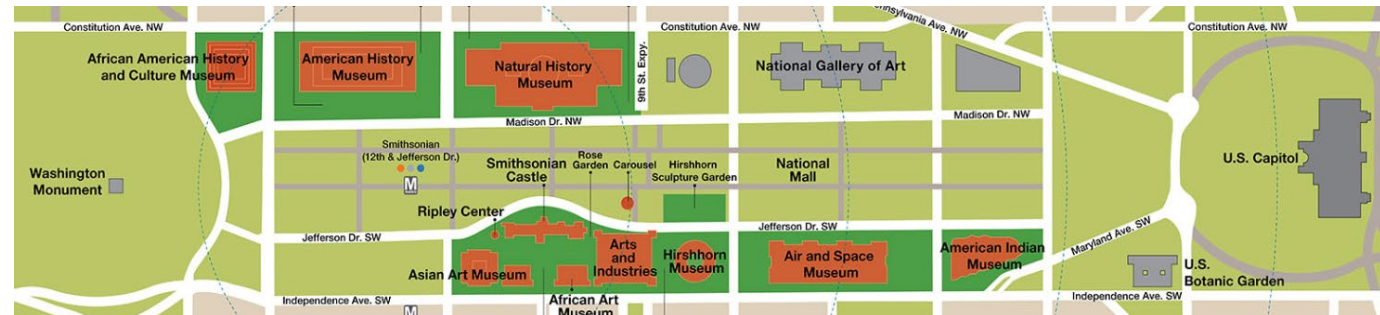 Constitution Ave. NW
Constitution Ave. NW
nnsylvania Ave. NW
Constitution Ave. NW
African American History
and Culture Museum
American History
Museum
Natural History
Museum
9th St. Expy.
National Gallery of Art
Madison Dr. NW
Madison Dr. NW
Washington
Monument
Smithsonian
(12th & Jefferson Dr.)
M
Smithsonian
Castle
Rose
Garden
Carousel
Hirshhorn
Sculpture Garden
National
Mall
U.S. Capitol
Ripley Center
Jefferson Dr. SW
Jefferson Dr. SW
Maryland Ave. SW
Asian Art Museum
Arts
and
Industries
Hirshhorn
Museum
Air and Space
Museum
American Indian
Museum
U.S.
Botanic Garden
Independence Ave. SW
African Art
Museum
Independence Ave. SW
M